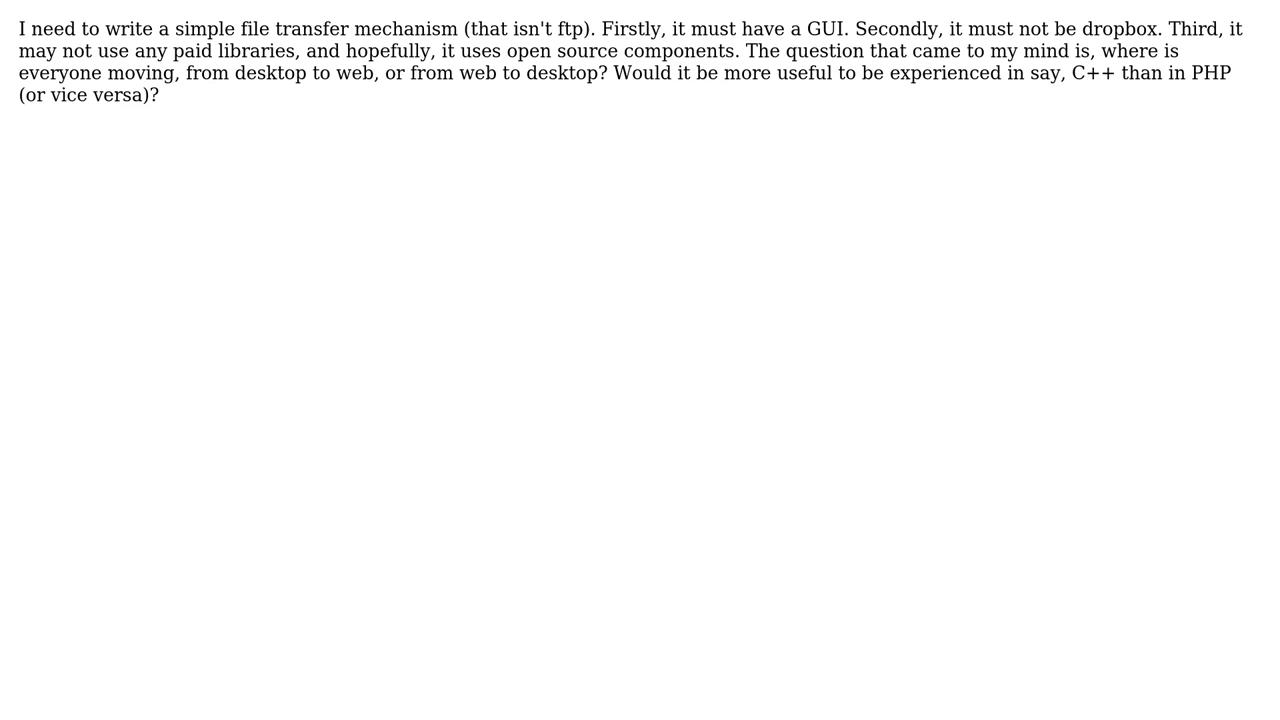 I need to write a simple file transfer mechanism (that isn't ftp). Firstly, it must have a GUI. Secondly, it must not be dropbox. Third, it
may not use any paid libraries, and hopefully, it uses open source components. The question that came to my mind is, where is
everyone moving, from desktop to web, or from web to desktop? Would it be more useful to be experienced in say, C++ than in PHP
(or vice versa)?